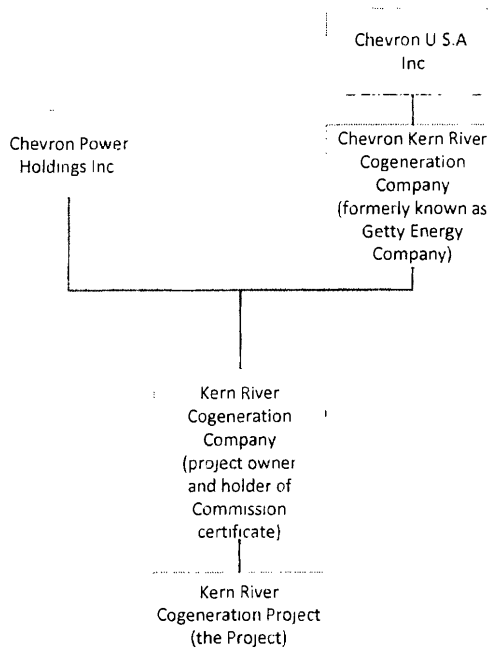 Chevron U S.A
Inc
Chevron Power
Holdings Inc
Chevron Kern River
Cogeneration
Company
(formerly known as
Getty Energy
Company)
Kern River
Cogeneration
Company
(project owner
and holder of
Commission
certificate)
Kern River
Cogeneration Project
(the Project)